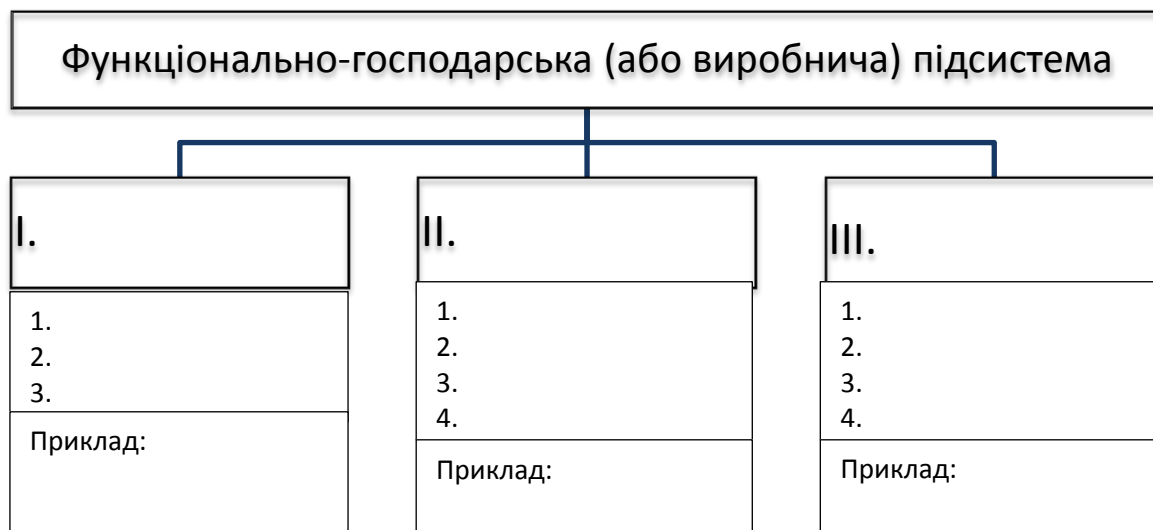 Функціонально-господарська (або виробнича) підсистема
I.
1.
2.
3.
Приклад:
II.
1.
2.
3.
4.
Приклад:
III.
1.
2.
3.
4.
Приклад: